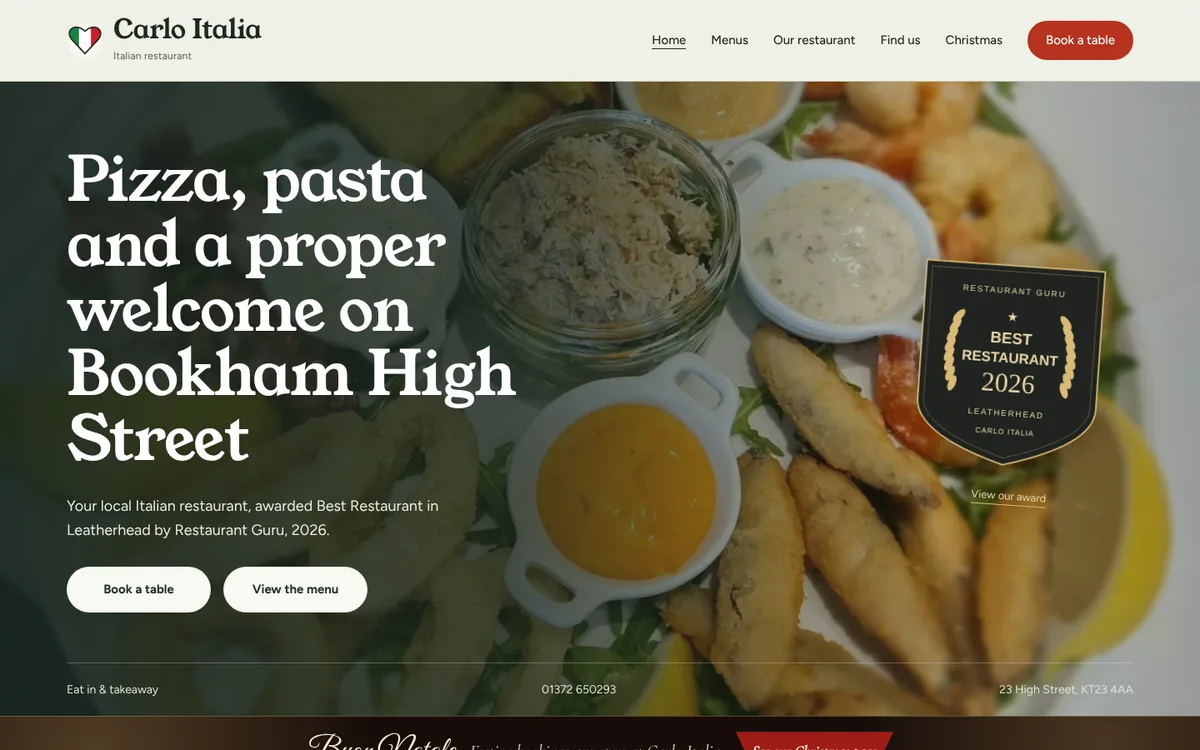 Carlo Italia
Italian restaurant
Home
Menus
Our restaurant
Find us
Christmas
Book a table
Pizza, pasta
and a proper
welcome on
Bookham High
Street
Your local Italian restaurant, awarded Best Restaurant in
Leatherhead by Restaurant Guru, 2026.
Book a table
View the menu
RESTAURANT GURU
BEST
RESTAURANT
2026
LEATHERHEAD
CARLO ITALIA
View our award
Eat in & takeaway
01372 650293
23 High Street, KT23 4AA
Buon Natale